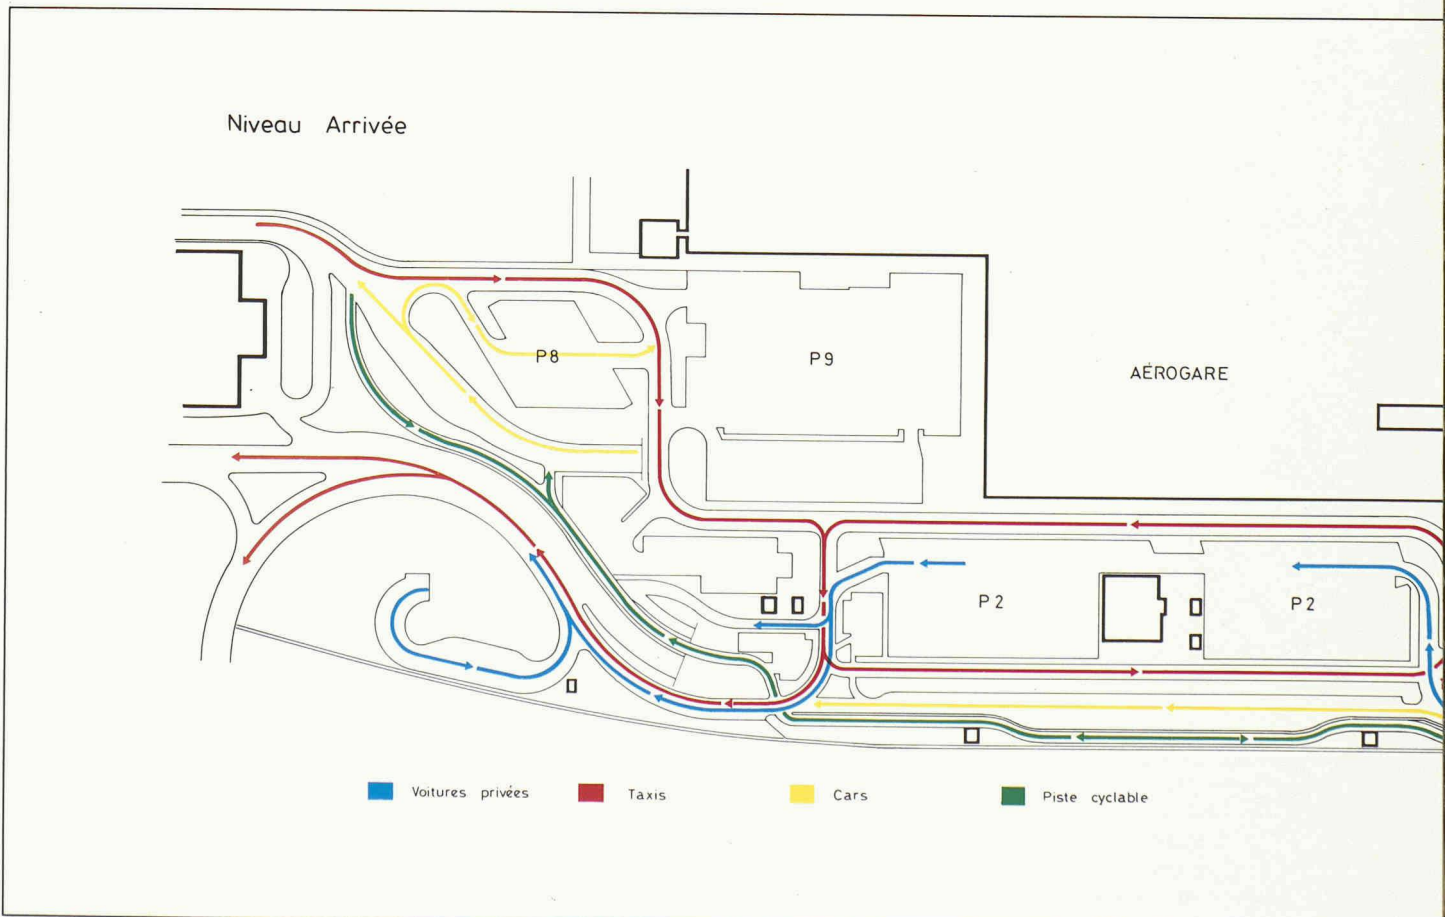 Niveau Arrivée
P8
P9
AÉROGARE
P2
P2
Voitures privées
Taxis
Cars
Piste cyclable